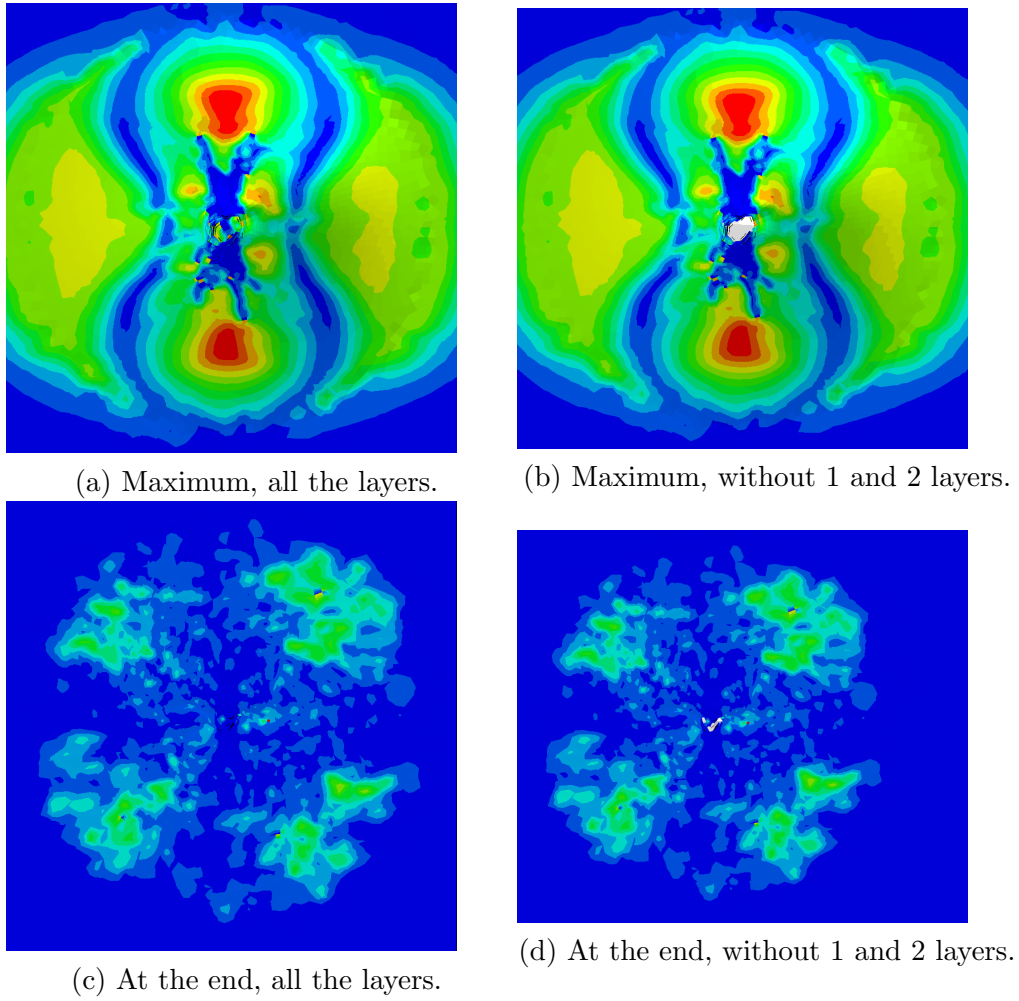 (a) Maximum, all the layers.
(b) Maximum, without 1 and 2 layers.
(c) At the end, all the layers.
(d) At the end, without 1 and 2 layers.